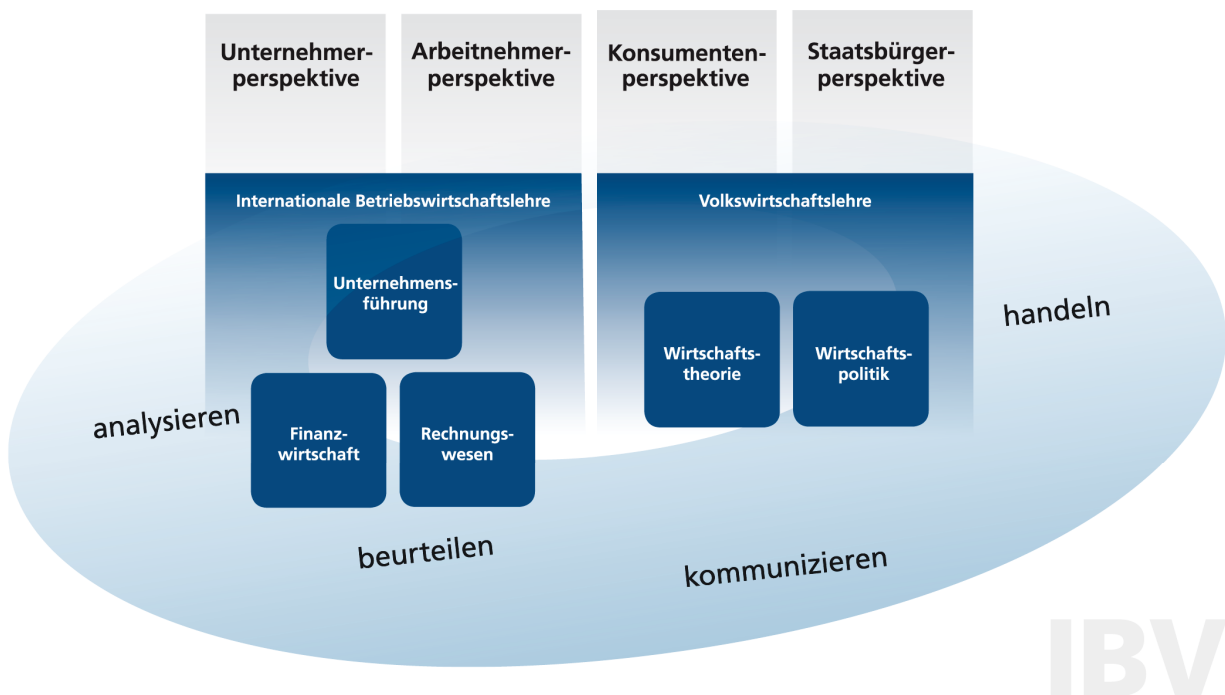 Unternehmer-
perspektive
Arbeitnehmer-
perspektive
Konsumenten-
perspektive
Staatsbürger-
perspektive
Internationale Betriebswirtschaftslehre
Volkswirtschaftslehre
Unternehmens-
führung
Wirtschafts-
theorie
Wirtschafts-
politik
handeln
analysieren
Finanz-
wirtschaft
Rechnungs-
wesen
beurteilen
kommunizieren
IBV